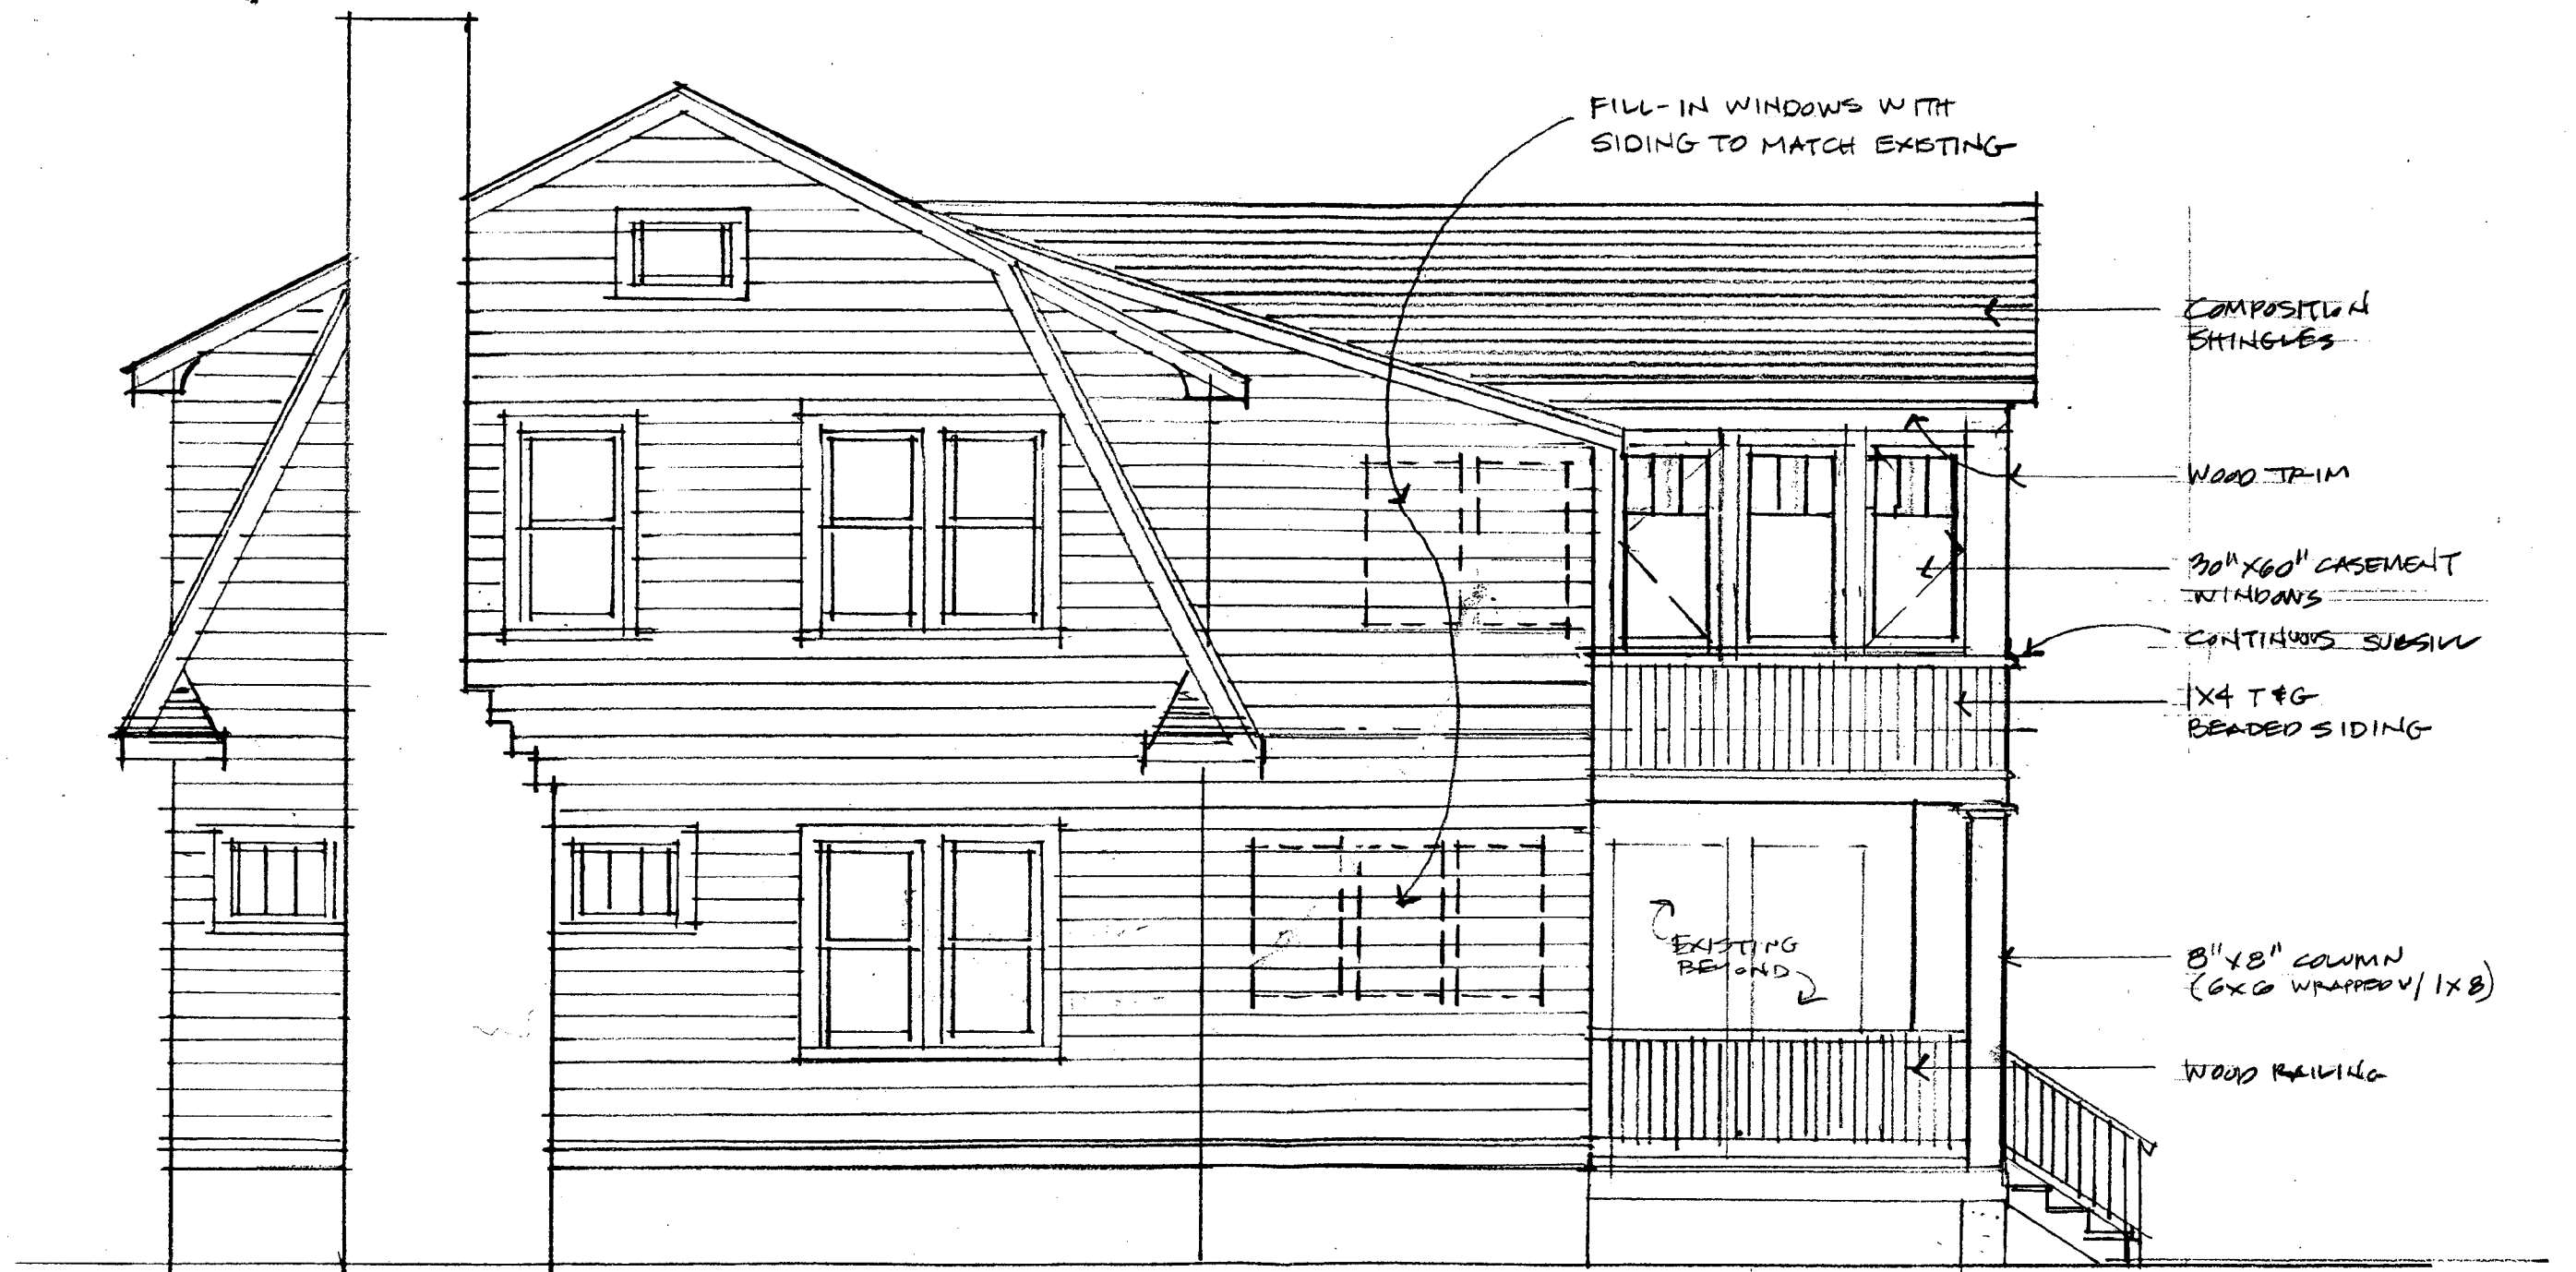 FILL-IN WINDOWS WITH
SIDING TO MATCH EXISTING
COMPOSITION
SHINGLES
WOOD TRIM
30"X60" CASEMENT
WINDOWS
CONTINUOUS SUBSILL
1X4 T&G
BEADED SIDING
EXISTING
BEYOND
8"X8" COLUMN
(6X6 WRAPPED W/ 1X8)
WOOD RAILING